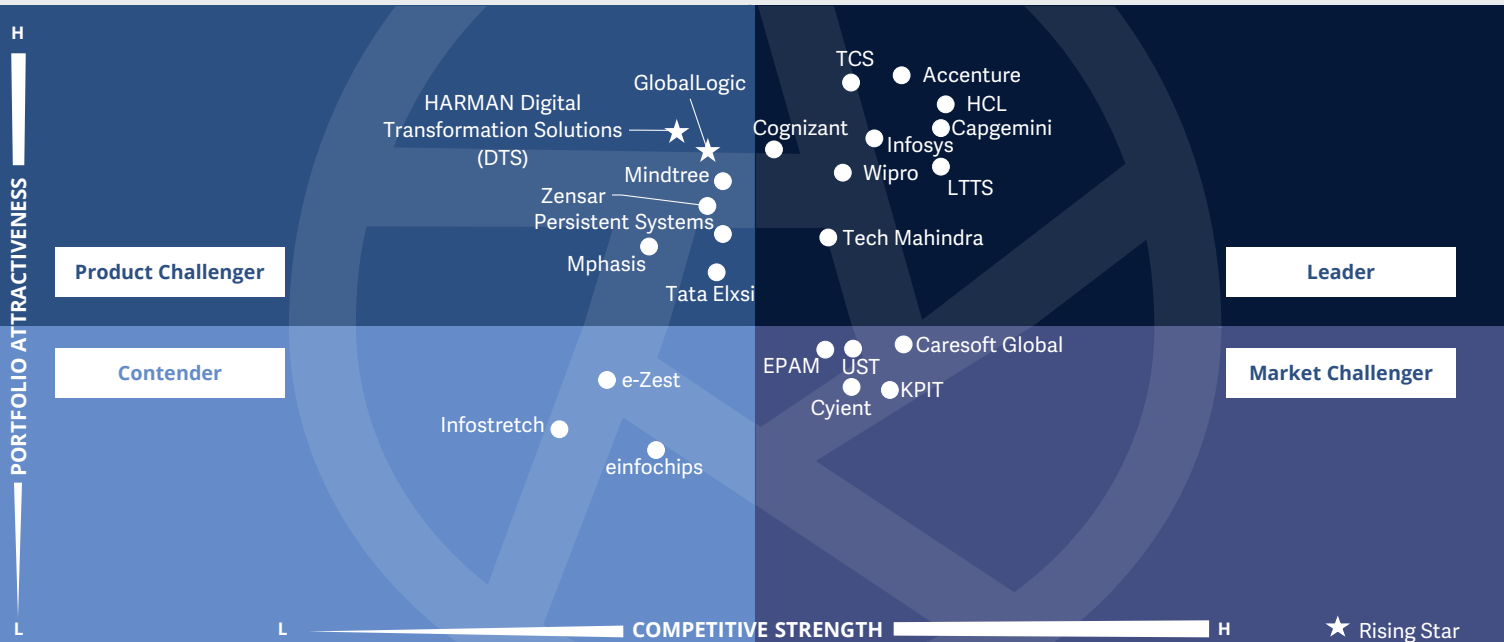 H
TCS
Accenture
GlobalLogic
HARMAN Digital
Transformation Solutions
(DTS)
HCL
Cognizant
Capgemini
Infosys
Mindtree
Wipro
LTTS
Zensar
Persistent Systems
Tech Mahindra
Mphasis
Tata Elxsi
Product Challenger
Leader
PORTFOLIO ATTRACTIVENESS
Contender
Market Challenger
Caresoft Global
EPAM
UST
e-Zest
KPIT
Cyient
Infostretch
einfochips
L
L
COMPETITIVE STRENGTH
H
Rising Star